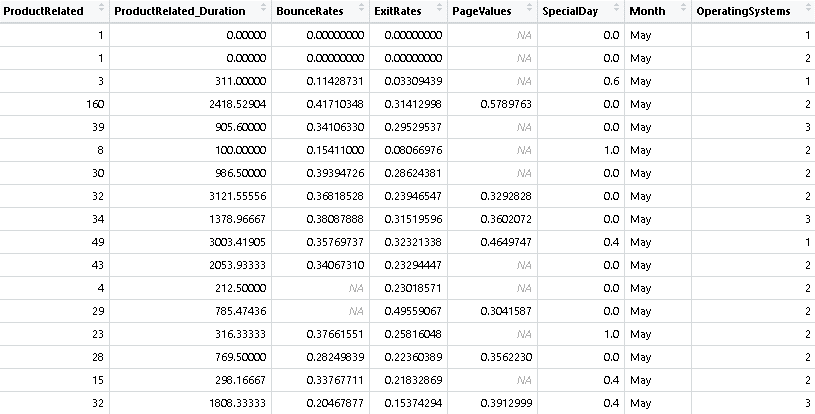 ProductRelated ProductRelated_Duration BounceRates ExitRates PageValues SpecialDay Month OperatingSystems
1 0.00000 0.00000000 0.00000000 NA 0.0 May 1
1 0.00000 0.00000000 0.00000000 NA 0.0 May 2
3 311.00000 0.11428731 0.03309439 NA 0.6 May 1
160 2418.52904 0.41710348 0.31412998 0.5789763 0.0 May 2
39 905.60000 0.34106330 0.29529537 NA 0.0 May 3
8 100.00000 0.15411000 0.08066976 NA 1.0 May 2
30 986.50000 0.39394726 0.28624381 NA 0.0 May 2
32 3121.55556 0.36818528 0.23946547 0.3292828 0.0 May 2
34 1378.96667 0.38087888 0.31519596 0.3602072 0.0 May 3
49 3003.41905 0.35769737 0.32321338 0.4649747 0.4 May 1
43 2053.93333 0.34067310 0.23294447 NA 0.0 May 2
4 212.50000 NA 0.23018571 NA 0.0 May 2
29 785.47436 NA 0.49559067 0.3041587 0.0 May 2
23 316.33333 0.37661551 0.25816048 NA 1.0 May 2
28 769.50000 0.28249839 0.22360389 0.3562230 0.0 May 2
15 298.16667 0.33767711 0.21832869 NA 0.4 May 2
32 1808.33333 0.20467877 0.15374294 0.3912999 0.4 May 3